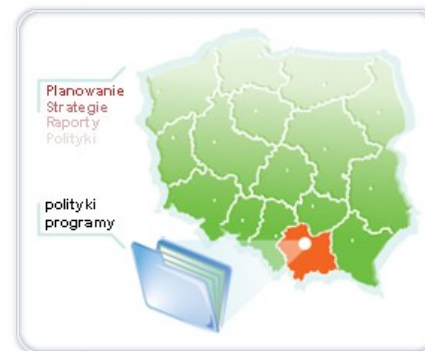 Planowanie
Strategie
Raporty
Polityki
polityki
programy